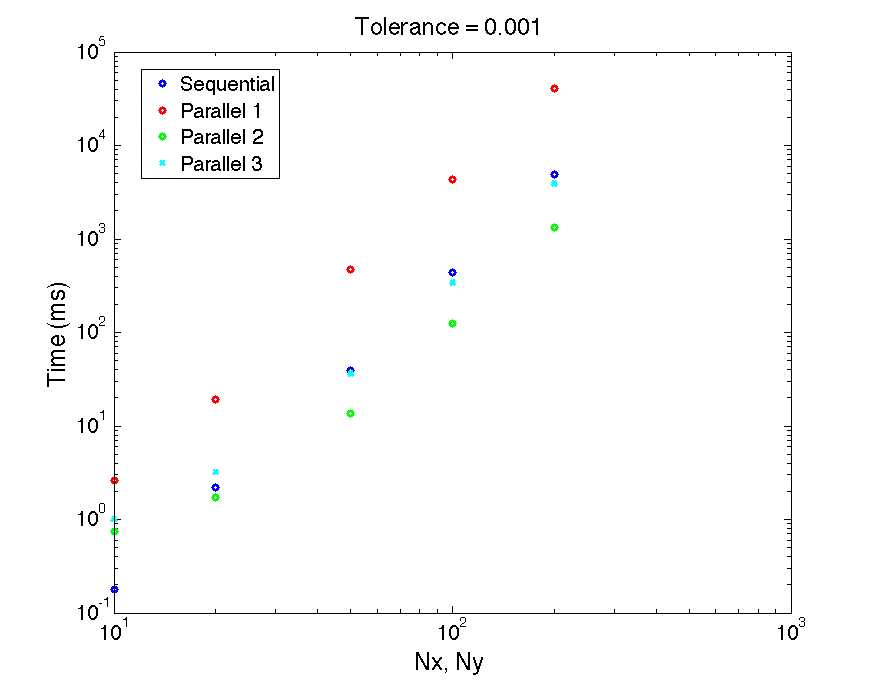 Tolerance = 0.001
Sequential
Parallel 1
Parallel 2
Parallel 3
10^5
10^4
10^3
10^2
10^1
10^0
10^-1
Time (ms)
10^1 10^2 10^3
Nx, Ny